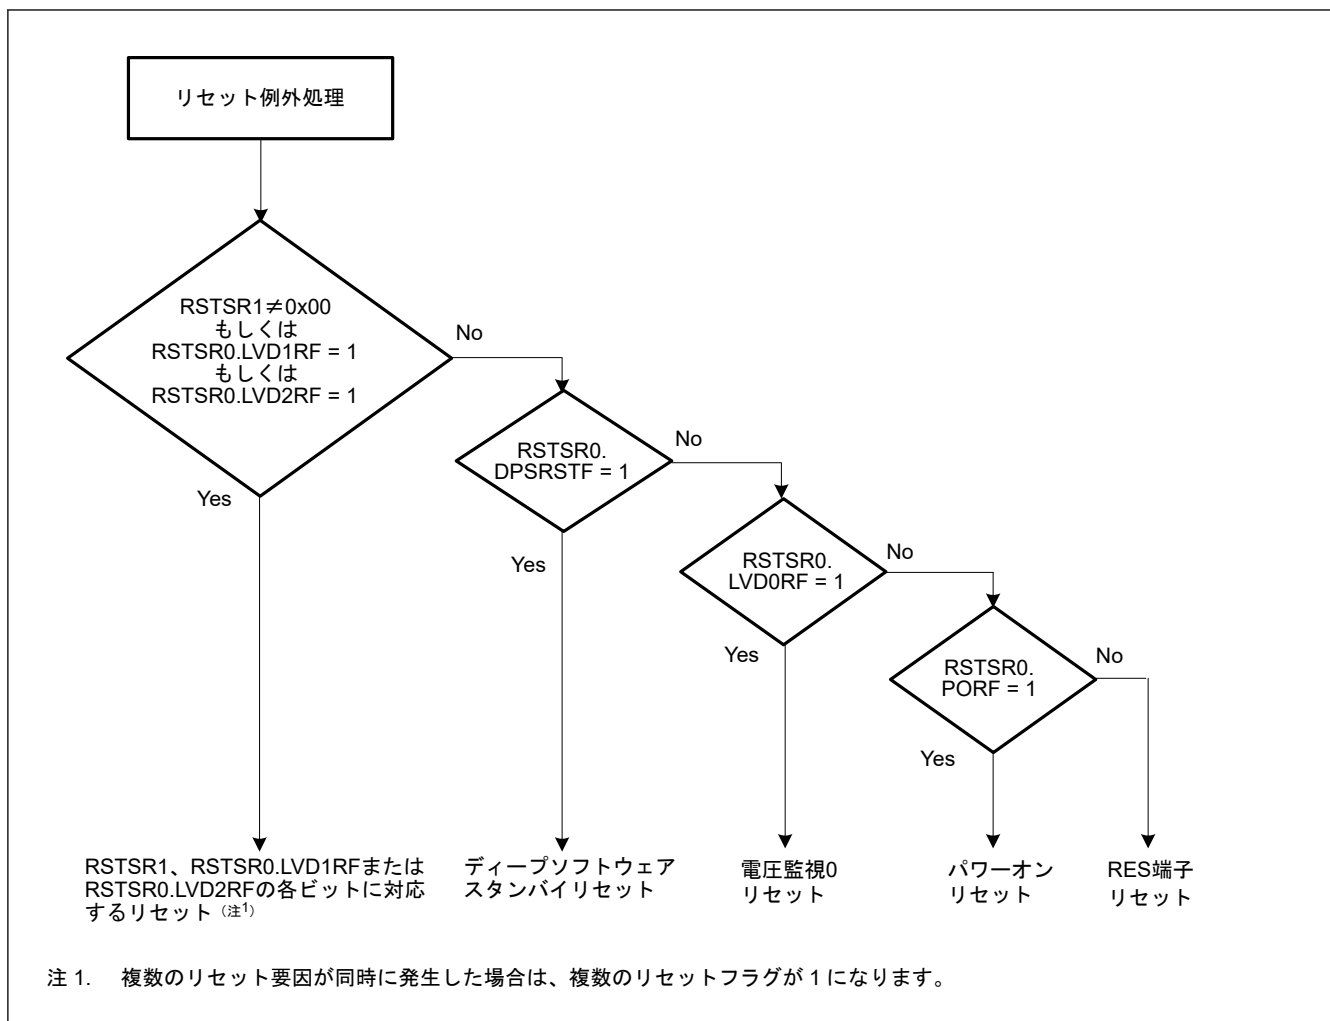 リセット例外処理
RSTSR1≠0x00
もしくは
RSTSR0.LVD1RF = 1
もしくは
RSTSR0.LVD2RF = 1
No
Yes
RSTSR0.
DPSRSTF = 1
No
Yes
RSTSR0.
LVD0RF = 1
No
Yes
RSTSR0.
PORF = 1
No
Yes
RSTSR1、RSTSR0.LVD1RFまたは
RSTSR0.LVD2RFの各ビットに対応
するリセット（注1）
ディープソフトウェア
スタンバイリセット
電圧監視0
リセット
パワーオン
リセット
RES端子
リセット
注 1. 複数のリセット要因が同時に発生した場合は、複数のリセットフラグが 1 になります。